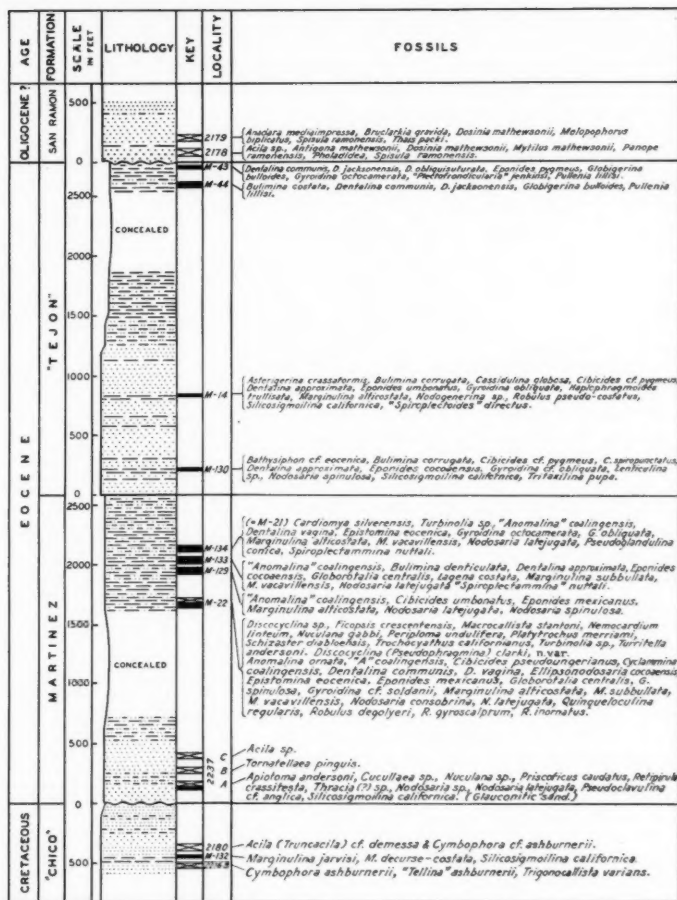 AGE
FORMATION
SCALE
IN FEET
LITHOLOGY
KEY
LOCALITY
FOSSILS
OLIGOCENE ?
SAN RAMON
500
0
2179
Anadara mediaimpressa, Bruclarkia gravida, Dosinia mathewsonii, Molopophorus
biplicatus, Spisula ramonensis, Thais packi.
2178
Acila sp., Antigona mathewsonii, Dosinia mathewsonii, Mytilus mathewsonii, Panope
ramonensis, "Pholadidea, Spisula ramonensis.
EOCENE
"TEJON"
2500
2000
1000
500
0
CONCEALED
M-43
Dentalina communis, D. jacksonensis, D. obliquisuturata, Eponides pygmeus, Globigerina
bulloides, Gyroidina octocamerata, "Plectofrondicularia" jenkinsi, Pullenia lillisi.
M-44
Bulimina costata, Dentalina communis, D. jacksonensis, Globigerina bulloides, Pullenia
lillisi.
M-14
Asterigerina crassaformis, Bulimina corrugata, Cassidulina globosa, Cibicides cf. pygmeus,
Dentalina approximata, Eponides umbonatus, Gyroidina obliquata, Haplophragmoides
trullisata, Marginulina alticostata, Nodogenerina sp., Robulus pseudo-costatus,
Silicosigmoilina californica, "Spiroplectoides" directus.
M-130
Bathysiphon cf. eocenica, Bulimina corrugata, Cibicides cf. pygmeus, C. spiropunctatus,
Dentalina approximata, Eponides cocoaensis, Gyroidina cf. obliquata, Lenticulina
sp., Nodosaria spinulosa, Silicosigmoilina californica, Tritaxilina pupa.
MARTINEZ
2500
2000
1000
500
0
CONCEALED
M-134
(=M-21) Cardiomya silverensis, Turbinolia sp., "Anomalina" coalingensis,
Dentalina vagina, Epistomina eocenica, Gyroidina octocamerata, G. obliquata,
Marginulina alticostata, M. vacavillensis, Nodosaria latejugata, Pseudoglandulina
conica, Spiroplectammina nuttali.
M-133
"Anomalina" coalingensis, Bulimina denticulata, Dentalina approximata, Eponides
cocoaensis, Globorotalia centralis, Lagena costata, Marginulina subbullata,
M. vacavillensis, Nodosaria latejugata "Spiroplectammina" nuttali.
M-129
"Anomalina" coalingensis, Cibicides umbonatus, Eponides mexicanus,
Marginulina alticostata, Nodosaria latejugata, Nodosaria spinulosa.
M-22
Discocyclina sp., Ficopsis crescentensis, Macrocallista stantoni, Nemocardium
linteum, Nuculana gabbi, Periploma undulifera, Platytrochus merriami,
Schizaster diabloensis, Trochocyathus californianus, Turbinolia sp., Turritella
andersoni. Discocyclina (Pseudophragmina) clarki, n. var.
Anomalina ornata, "A" coalingensis, Cibicides pseudoungerianus, Cyclammina
coalingensis, Dentalina communis, D. vagina, Ellipsonodosaria cocoaensis
Epistomina eocenica, Eponides mexicanus, Globorotalia centralis, G.
spinulosa, Gyroidina cf. soldanii, Marginulina alticostata, M. subbullata,
M. vacavillensis, Nodosaria consobrina, N. latejugata, Quinqueloculina
regularis, Robulus degolyeri, R. gyroscalprum, R. inornatus.
2237
C
Acila sp.
B
Tornatellaea pinguis.
A
Apiotoma andersoni, Cucullaea sp., Nuculana sp., Priscoficus caudatus, Retipirula
crassitesta, Thracia (?) sp., Nodosaria sp., Nodosaria latejugata, Pseudoclavulina
cf. anglica, Silicosigmoilina californica. (Glauconitic sand.)
CRETACEOUS
"CHICO"
500
2180
Acila (Truncacila) cf. demessa & Cymbophora cf. ashburnerii.
M-132
Marginulina jarvisi, M. decurse-costata, Silicosigmoilina californica.
Cymbophora ashburnerii, "Tellina" ashburnerii, Trigonocallista varians.